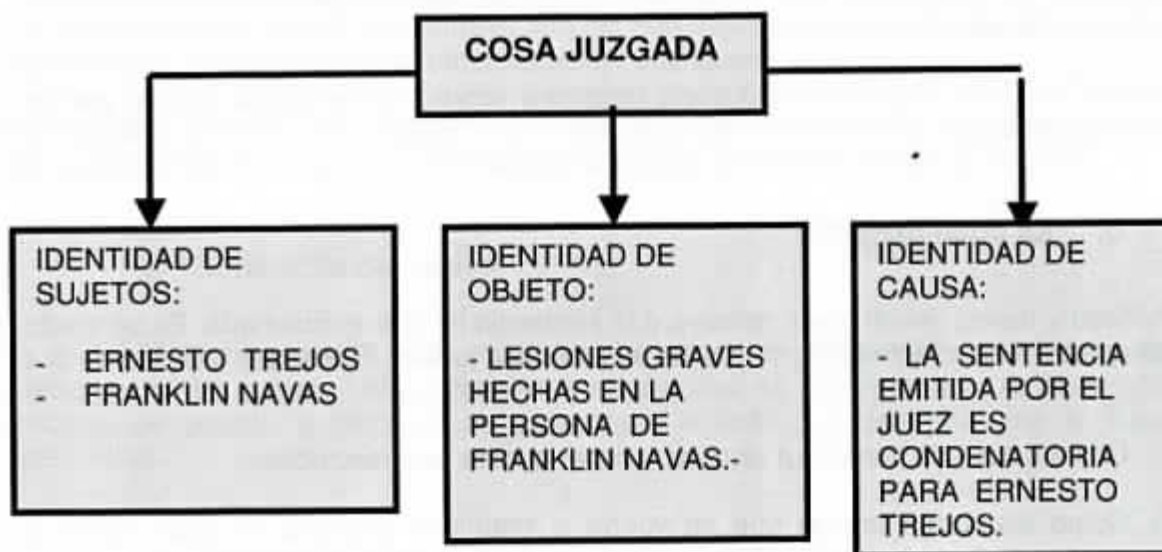 COSA JUZGADA
IDENTIDAD DE
SUJETOS:
- ERNESTO TREJOS
- FRANKLIN NAVAS
IDENTIDAD DE
OBJETO:
- LESIONES GRAVES
HECHAS EN LA
PERSONA DE
FRANKLIN NAVAS.-
IDENTIDAD DE
CAUSA:
- LA SENTENCIA
EMITIDA POR EL
JUEZ ES
CONDENATORIA
PARA ERNESTO
TREJOS.